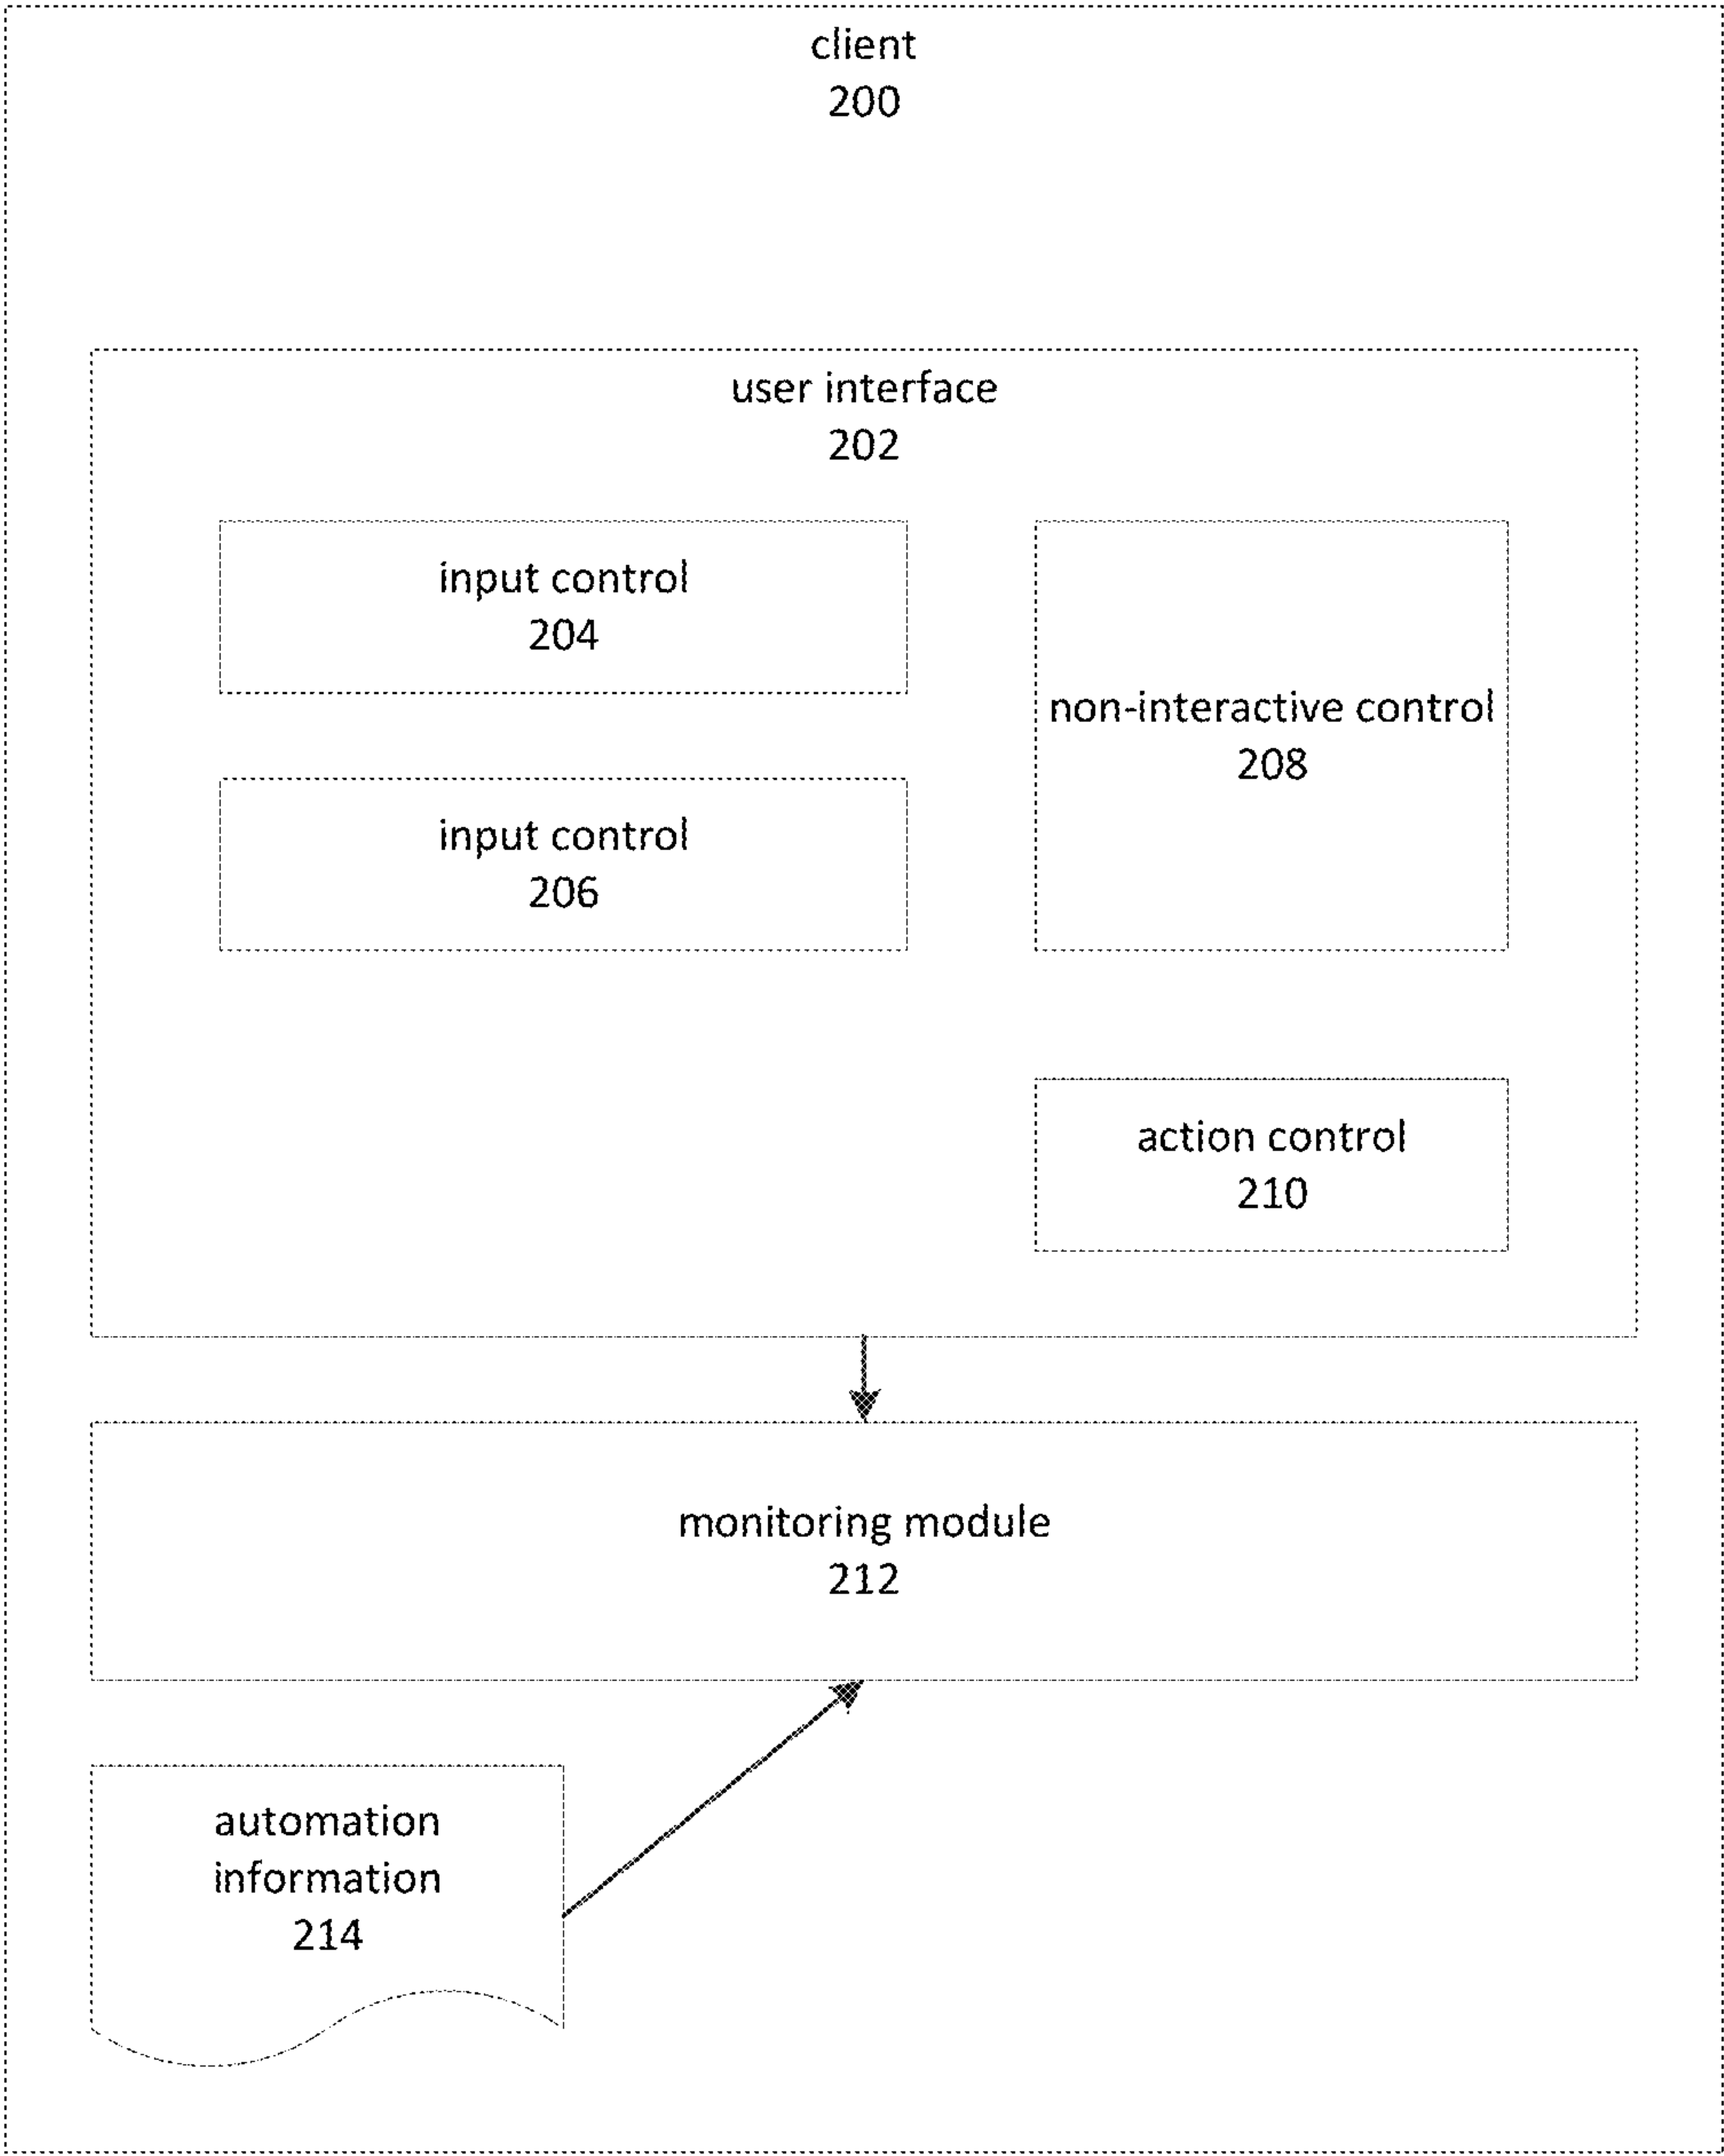 client
200
user interface
202
input control
204
non-interactive control
208
input control
206
action control
210
monitoring module
212
automation
information
214